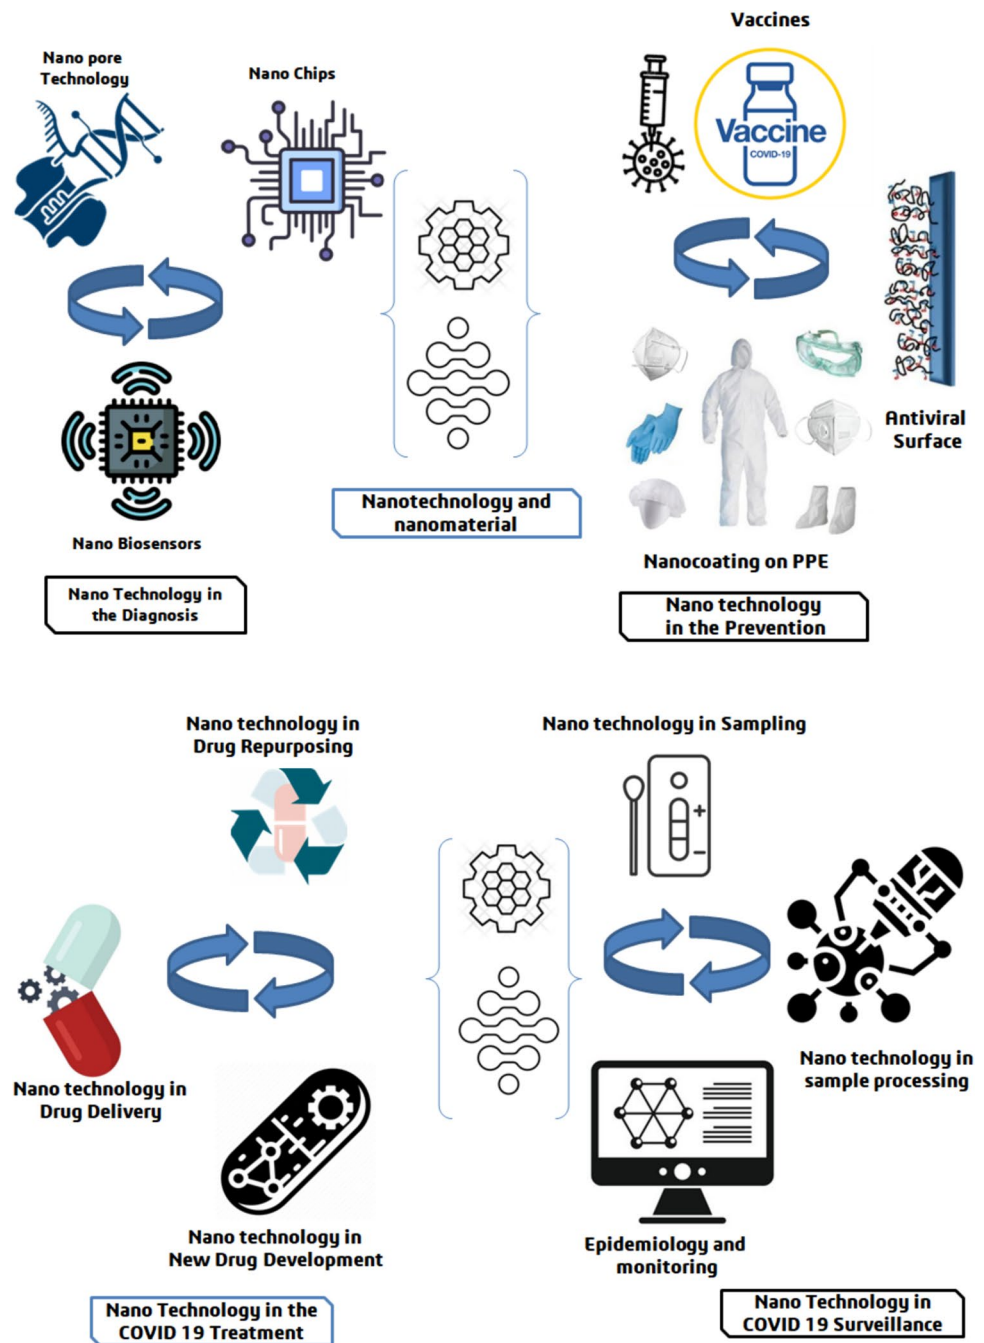 Vaccines
Nano pore
Technology
Nano Chips
Vaccine
COVID-19
Antiviral
Surface
Nanotechnology and
nanomaterial
Nano Biosensors
Nanocoating on PPE
Nano Technology in
the Diagnosis
Nano technology
in the Prevention
Nano technology in
Drug Repurposing
Nano technology in Sampling
+
−
Nano technology in
sample processing
Nano technology in
Drug Delivery
Nano technology in
New Drug Development
Epidemiology and
monitoring
Nano Technology in the
COVID 19 Treatment
Nano Technology in
COVID 19 Surveillance